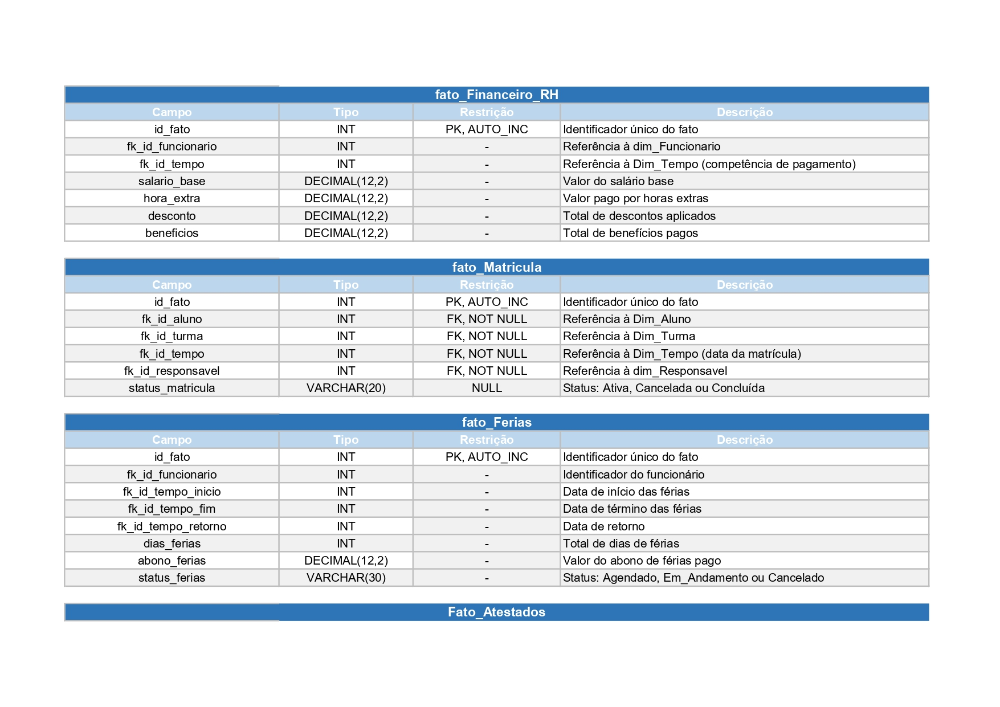 fato_Financeiro_RH
Campo Tipo Restrição Descrição
id_fato INT PK, AUTO_INC Identificador único do fato
fk_id_funcionario INT - Referência à dim_Funcionario
fk_id_tempo INT - Referência à Dim_Tempo (competência de pagamento)
salario_base DECIMAL(12,2) - Valor do salário base
hora_extra DECIMAL(12,2) - Valor pago por horas extras
desconto DECIMAL(12,2) - Total de descontos aplicados
beneficios DECIMAL(12,2) - Total de benefícios pagos
fato_Matricula
Campo Tipo Restrição Descrição
id_fato INT PK, AUTO_INC Identificador único do fato
fk_id_aluno INT FK, NOT NULL Referência à Dim_Aluno
fk_id_turma INT FK, NOT NULL Referência à Dim_Turma
fk_id_tempo INT FK, NOT NULL Referência à Dim_Tempo (data da matrícula)
fk_id_responsavel INT FK, NOT NULL Referência à dim_Responsavel
status_matricula VARCHAR(20) NULL Status: Ativa, Cancelada ou Concluída
fato_Ferias
Campo Tipo Restrição Descrição
id_fato INT PK, AUTO_INC Identificador único do fato
fk_id_funcionario INT - Identificador do funcionário
fk_id_tempo_inicio INT - Data de início das férias
fk_id_tempo_fim INT - Data de término das férias
fk_id_tempo_retorno INT - Data de retorno
dias_ferias INT - Total de dias de férias
abono_ferias DECIMAL(12,2) - Valor do abono de férias pago
status_ferias VARCHAR(30) - Status: Agendado, Em_Andamento ou Cancelado
Fato_Atestados